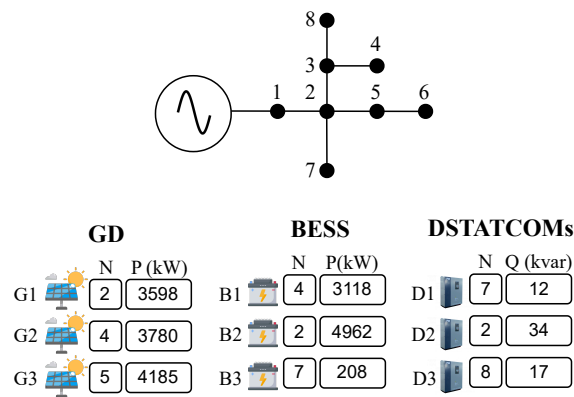 8
4
3
1 2 5 6
7
GD BESS DSTATCOMs
N P (kW) N P(kW) N Q (kvar)
G1 2 3598 B1 4 3118 D1 7 12
G2 4 3780 B2 2 4962 D2 2 34
G3 5 4185 B3 7 208 D3 8 17